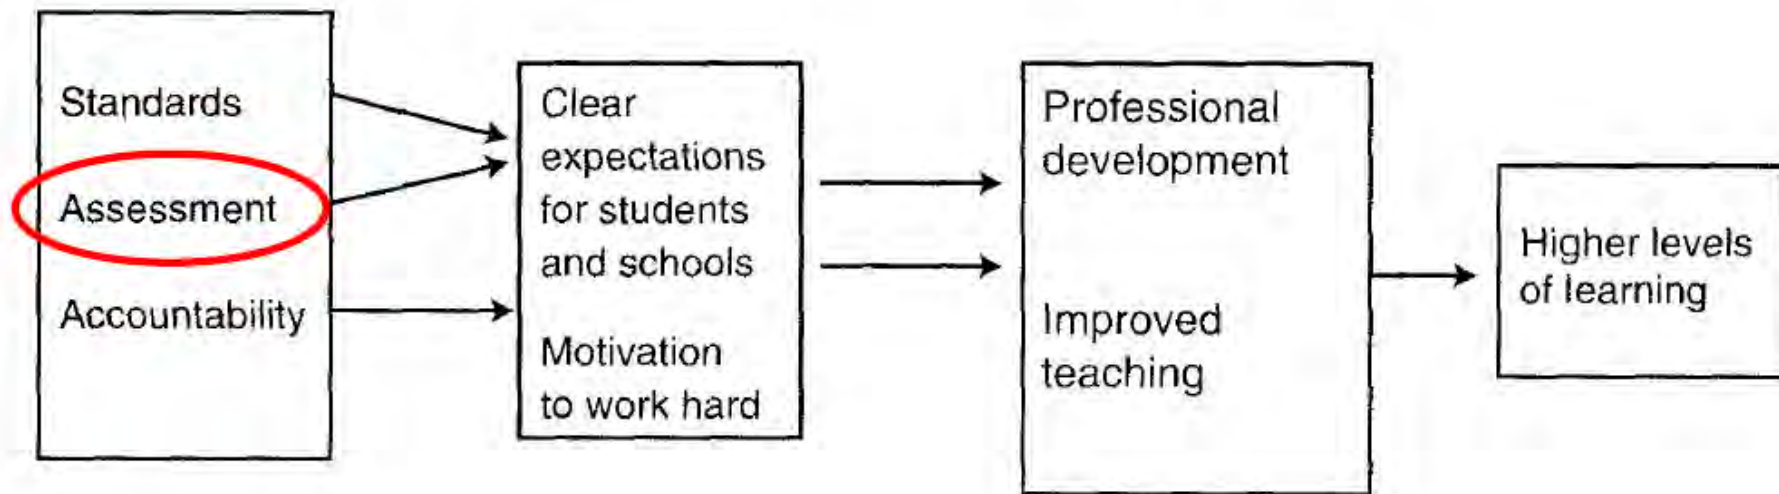 Standards
Assessment
Accountability
Clear
expectations
for students
and schools
Motivation
to work hard
Professional
development
Improved
teaching
Higher levels
of learning